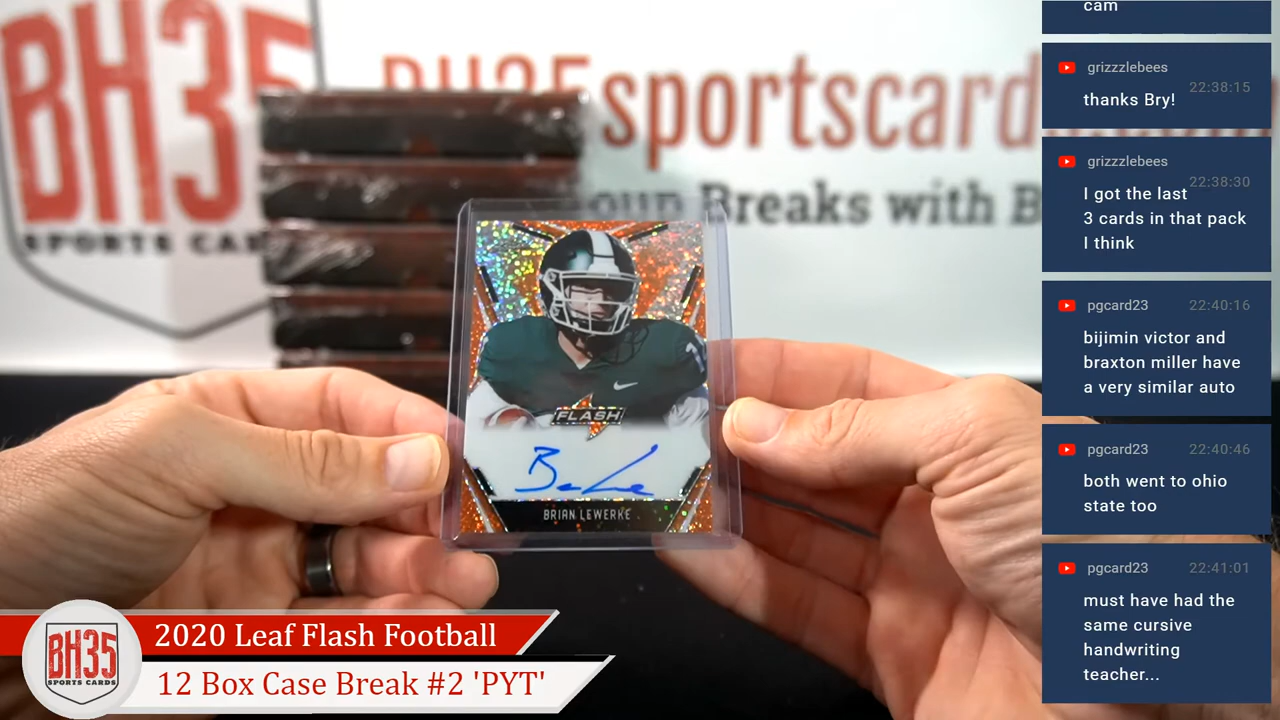 BH35
SPORTS CARDS
BH35sportscards.com
Group Breaks with B
FLASH
BRIAN LEWERKE
cam
grizzzlebees
22:38:15
thanks Bry!
grizzzlebees
22:38:30
I got the last
3 cards in that pack
I think
pgcard23
22:40:16
bijimin victor and
braxton miller have
a very similar auto
pgcard23
22:40:46
both went to ohio
state too
pgcard23
22:41:01
must have had the
same cursive
handwriting
teacher...
BH35
SPORTS CARDS
2020 Leaf Flash Football
12 Box Case Break #2 'PYT'